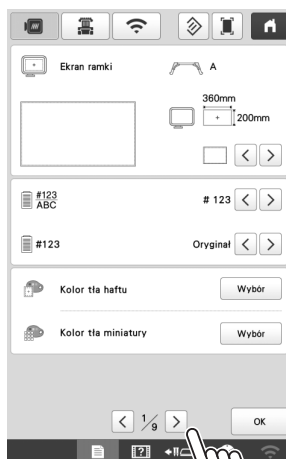 Ekran ramki
A
360mm
200mm
#123
ABC
# 123
#123
Oryginał
Kolor tła haftu
Wybór
Kolor tła miniatury
Wybór
1/9
OK